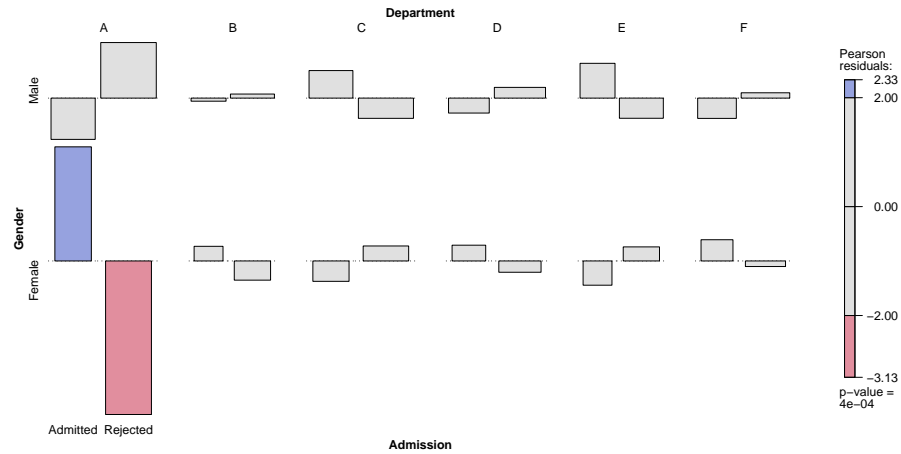 Department
A B C D E F
Male
Female
Gender
Admitted Rejected
Admission
Pearson
residuals:
2.33
2.00
0.00
−2.00
−3.13
p−value =
4e−04